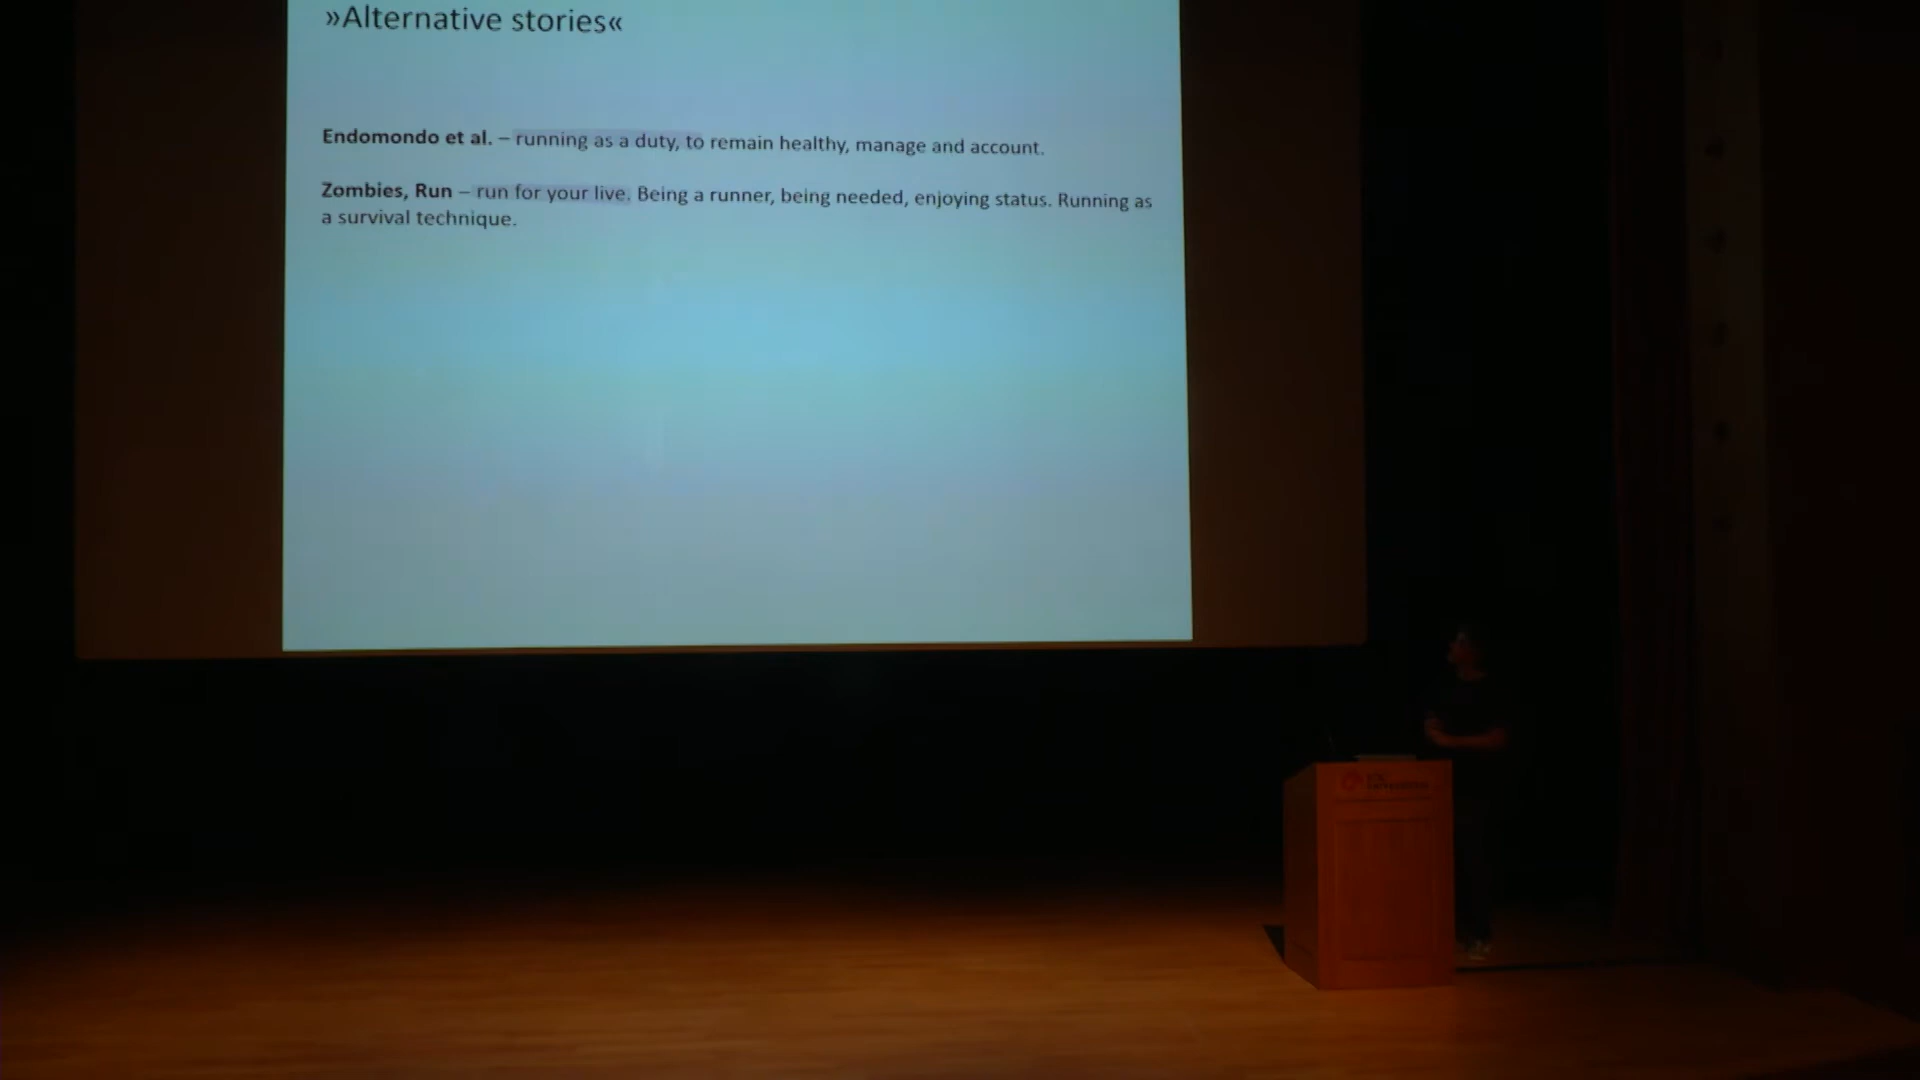 »Alternative stories«
Endomondo et al. – running as a duty, to remain healthy, manage and account.
Zombies, Run – run for your live. Being a runner, being needed, enjoying status. Running as
a survival technique.